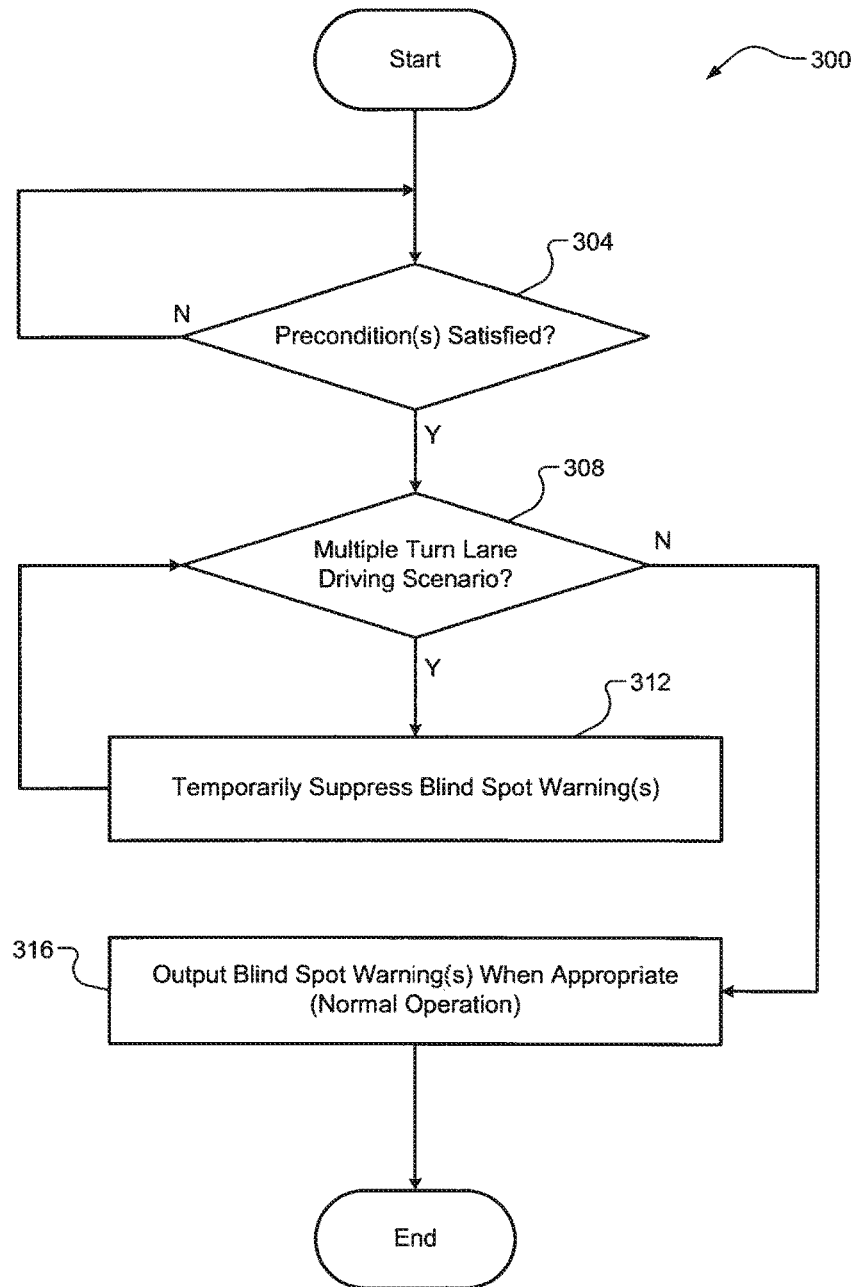 Start
300
304
N
Precondition(s) Satisfied?
Y
308
Multiple Turn Lane
Driving Scenario?
N
Y
312
Temporarily Suppress Blind Spot Warning(s)
316
Output Blind Spot Warning(s) When Appropriate
(Normal Operation)
End